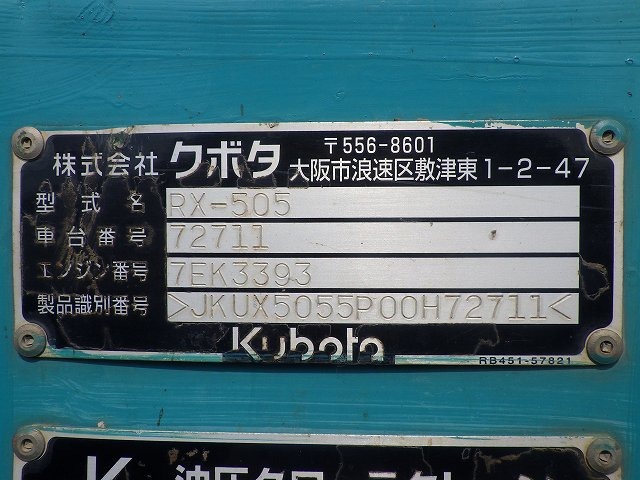 株式会社 クボタ 〒556-8601
大阪市浪速区敷津東1-2-47
型式名 RX-505
車台番号 72711
エンジン番号 7EK3393
製品識別番号 >JKUX5055P00H72711<
Kubota
RB451-57821